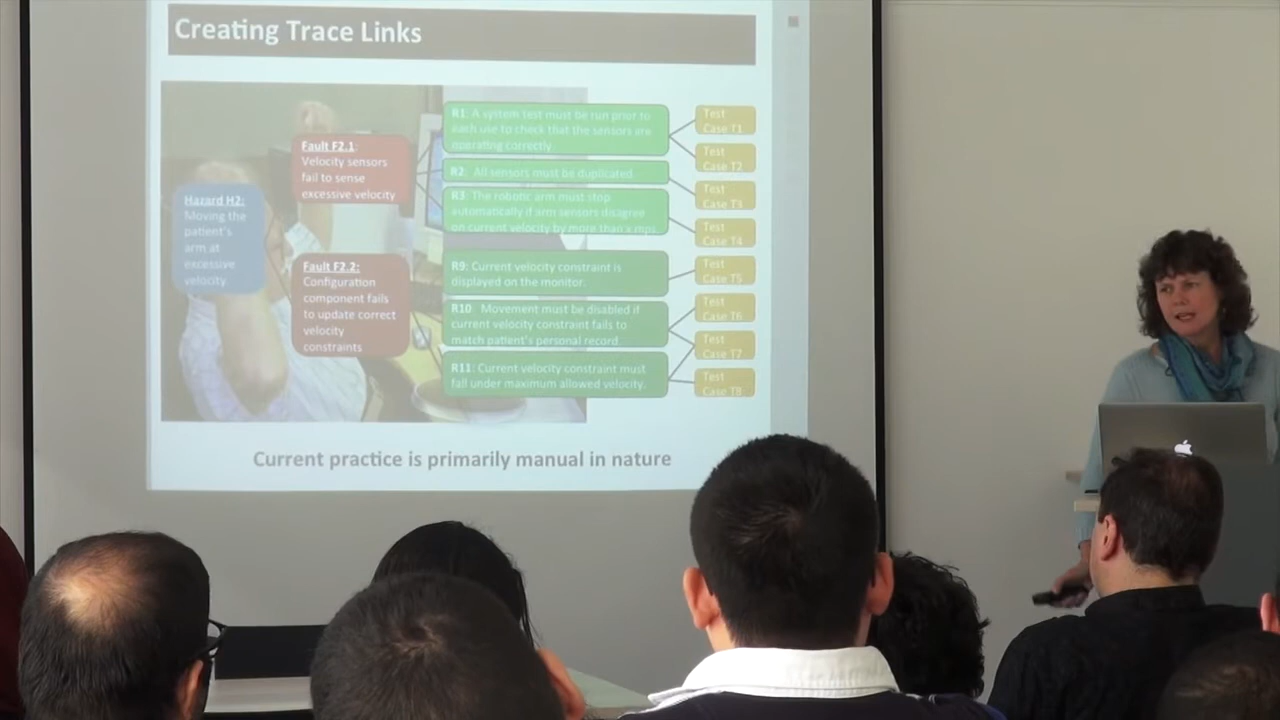 Creating Trace Links
Hazard H2:
Moving the
patient's
arm at
excessive
velocity.
Fault F2.1:
Velocity sensors
fail to sense
excessive velocity
Fault F2.2:
Configuration
component fails
to update correct
velocity
constraints
R1: A system test must be run prior to
each use to check that the sensors are
operating correctly.
R2: All sensors must be duplicated.
R3: The robotic arm must stop
automatically if arm sensors disagree
on current velocity by more than x mps.
R9: Current velocity constraint is
displayed on the monitor.
R10 Movement must be disabled if
current velocity constraint fails to
match patient's personal record.
R11: Current velocity constraint must
fall under maximum allowed velocity.
Test
Case T1
Test
Case T2
Test
Case T3
Test
Case T4
Test
Case T5
Test
Case T6
Test
Case T7
Test
Case T8
Current practice is primarily manual in nature